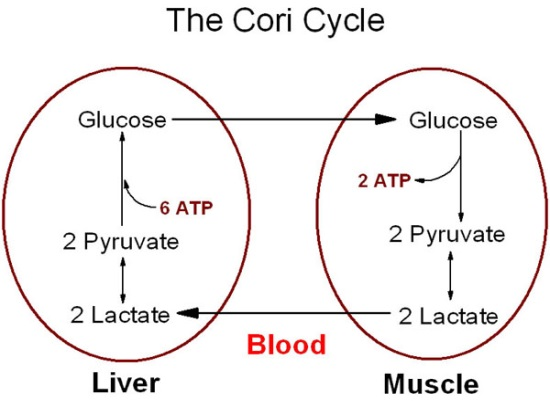 The Cori Cycle
Glucose
Glucose
2 ATP
6 ATP
2 Pyruvate
2 Pyruvate
2 Lactate
2 Lactate
Blood
Liver
Muscle